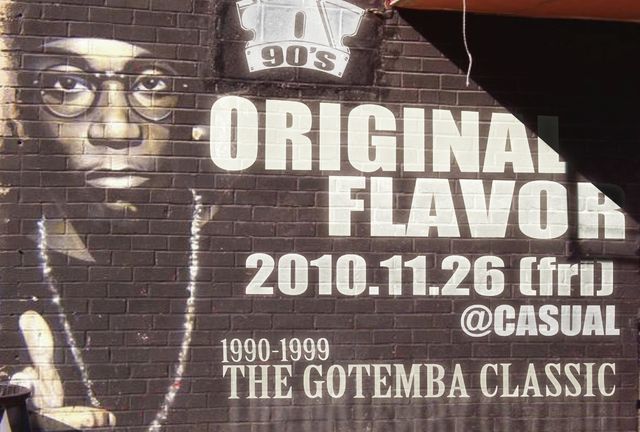 90'S
ORIGINAL
FLAVOR
2010.11.26 (fri)
@CASUAL
1990-1999
THE GOTEMBA CLASSIC